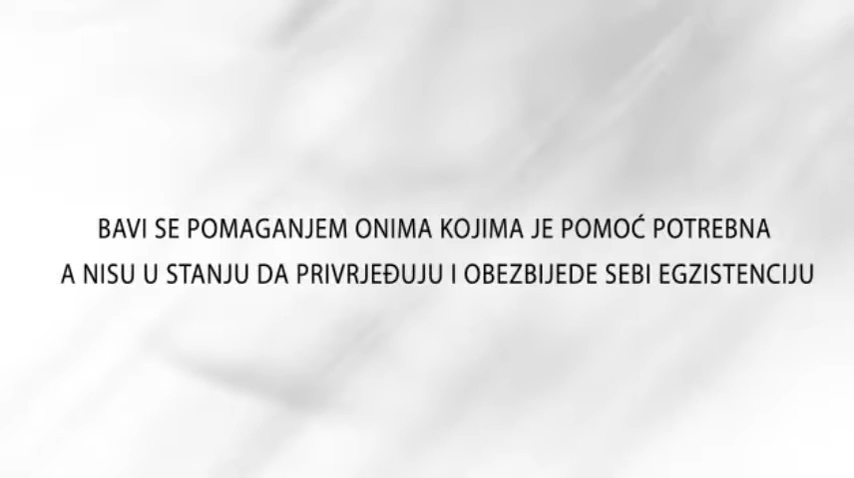 BAVI SE POMAGANJEM ONIMA KOJIMA JE POMOĆ POTREBNA
A NISU U STANJU DA PRIVRJEĐUJU I OBEZBIJEDE SEBI EGZISTENCIJU